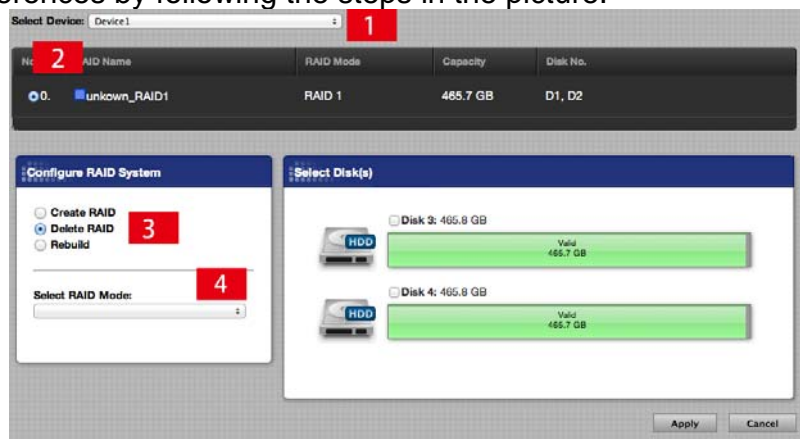 erences by following the steps in the picture.
Select Device: Device1
1
2
RAID Name RAID Mode Capacity Disk No.
0. unkown_RAID1 RAID 1 465.7 GB D1, D2
Configure RAID System
Create RAID
Delete RAID
3
Rebuild
4
Select RAID Mode:
Select Disk(s)
Disk 3: 465.8 GB
HDD
Valid
465.7 GB
Disk 4: 465.8 GB
HDD
Valid
465.7 GB
Apply Cancel